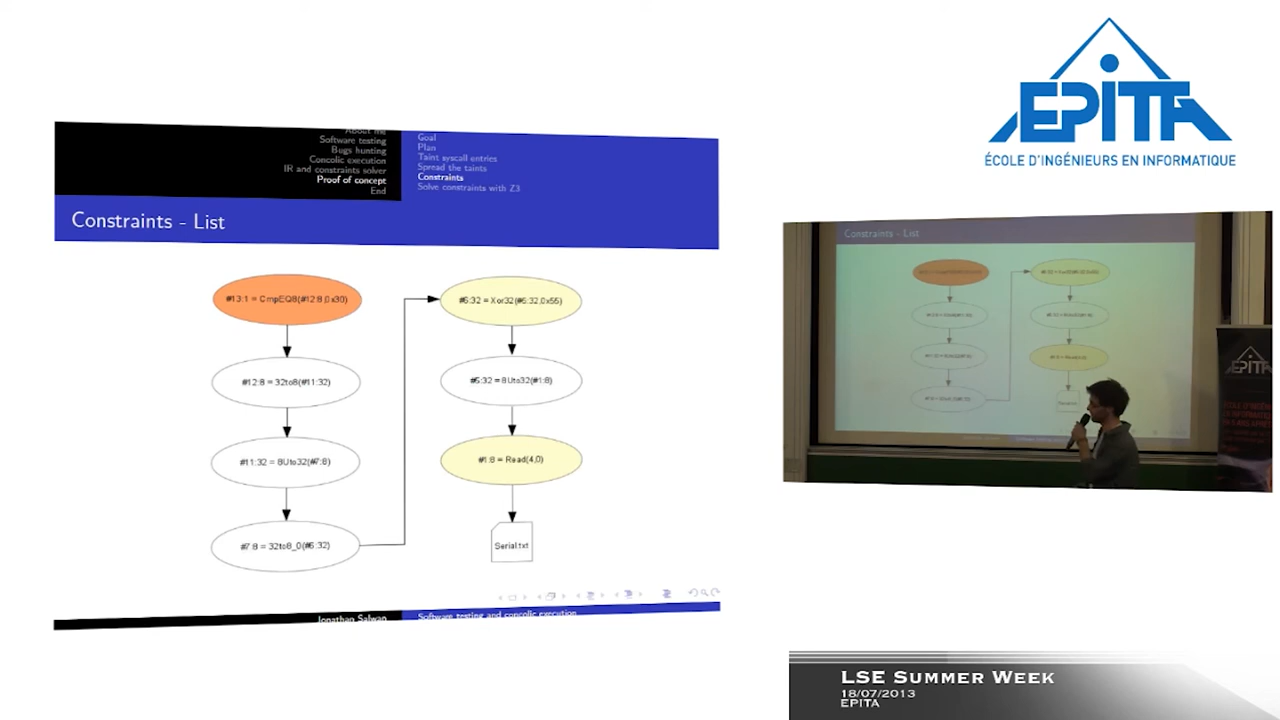 About me
Software testing
Bugs hunting
Concolic execution
IR and constraints solver
Proof of concept
End
Goal
Plan
Taint syscall entries
Spread the taints
Constraints
Solve constraints with Z3
Constraints - List
#13:1 = CmpEQ8(#12:8,0x30)
#12:8 = 32to8(#11:32)
#11:32 = 8Uto32(#7:8)
#7:8 = 32to8_0(#6:32)
#6:32 = Xor32(#5:32,0x55)
#5:32 = 8Uto32(#1:8)
#1:8 = Read(4,0)
Serial.txt
Jonathan Salwan
Software testing and concolic execution
EPITA
ÉCOLE D'INGÉNIEURS EN INFORMATIQUE
Constraints - List
EPITA
LSE SUMMER WEEK
18/07/2013
EPITA